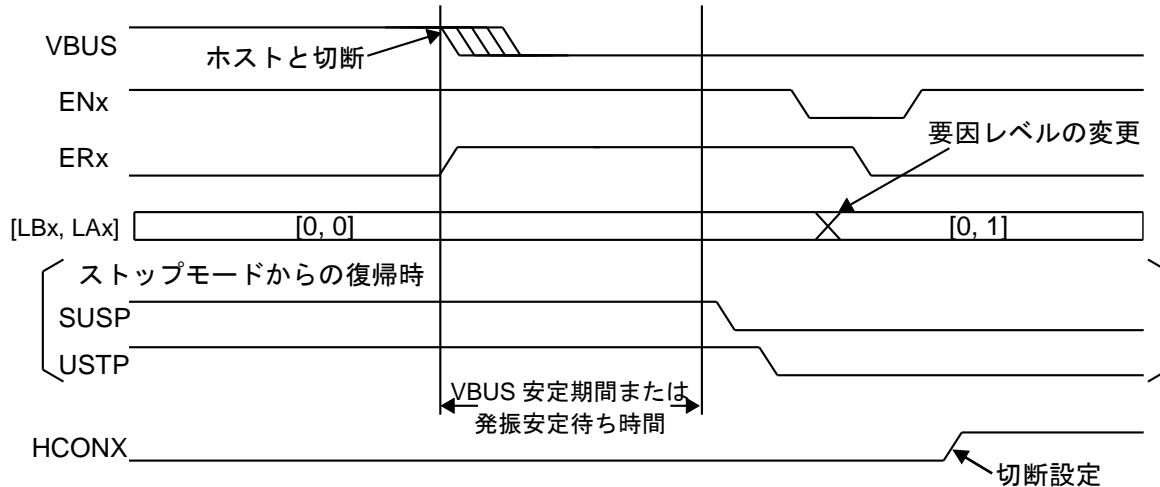 VBUS
ホストと切断
ENx
要因レベルの変更
ERx
[LBx, LAx]
[0, 0]
[0, 1]
ストップモードからの復帰時
SUSP
USTP
VBUS 安定期間または
発振安定待ち時間
HCONX
切断設定